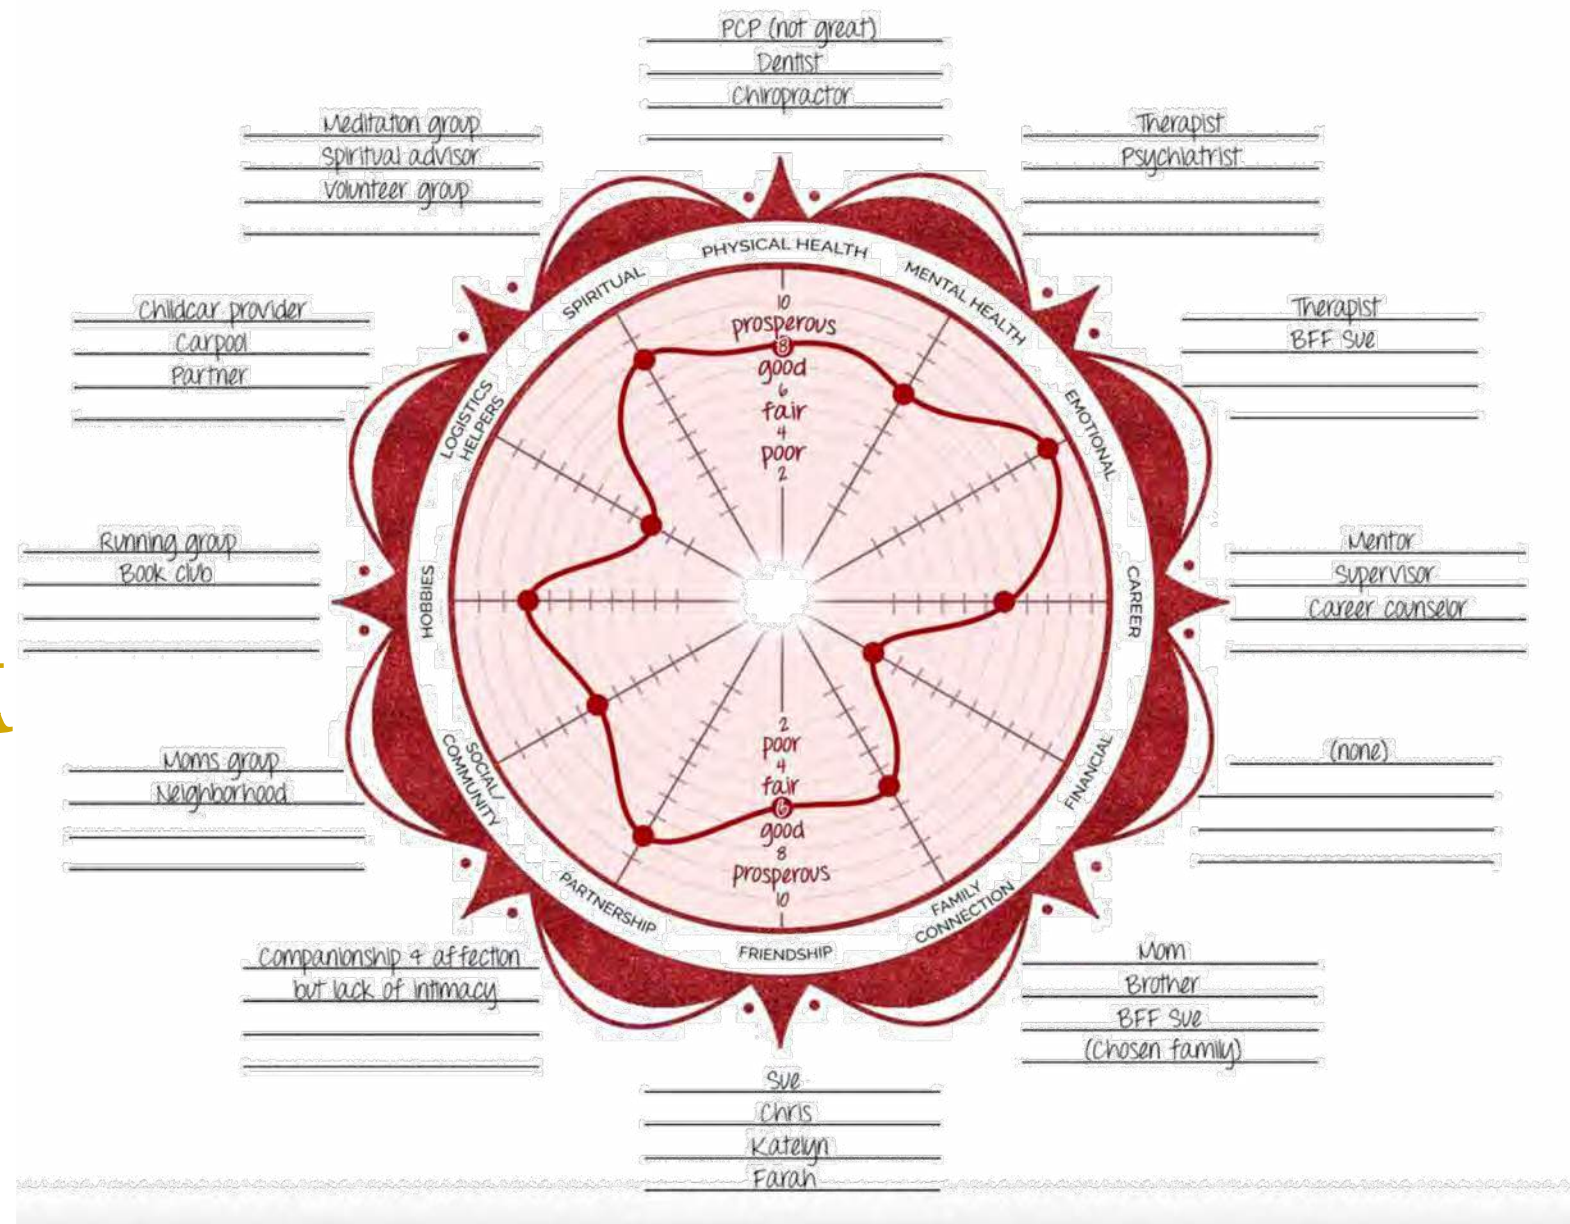 PCP (not great)
Dentist
Chiropractor
Meditation group
Spiritual advisor
Volunteer group
Therapist
Psychiatrist
Childcar provider
Carpool
Partner
Therapist
BFF Sue
Running group
Book club
Mentor
Supervisor
Career counselor
Moms group
Neighborhood
(none)
Companionship & affection
but lack of intimacy
Mom
Brother
BFF Sue
(Chosen family)
Sue
Chris
Katelyn
Farah
PHYSICAL HEALTH
MENTAL HEALTH
EMOTIONAL
CAREER
FINANCIAL
FAMILY
CONNECTION
FRIENDSHIP
PARTNERSHIP
SOCIAL/
COMMUNITY
HOBBIES
LOGISTICS
HELPERS
SPIRITUAL
10
prosperous
8
good
6
fair
4
poor
2
2
poor
4
fair
6
good
8
prosperous
10